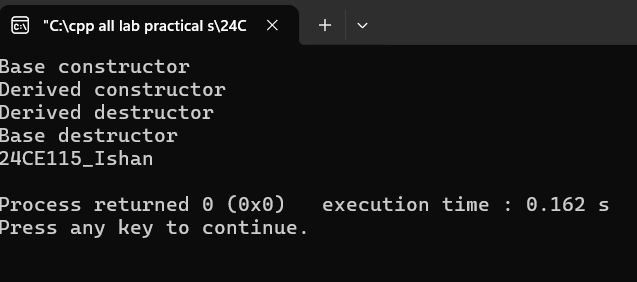 "C:\cpp all lab practical s\24C
Base constructor
Derived constructor
Derived destructor
Base destructor
24CE115_Ishan
Process returned 0 (0x0)   execution time : 0.162 s
Press any key to continue.